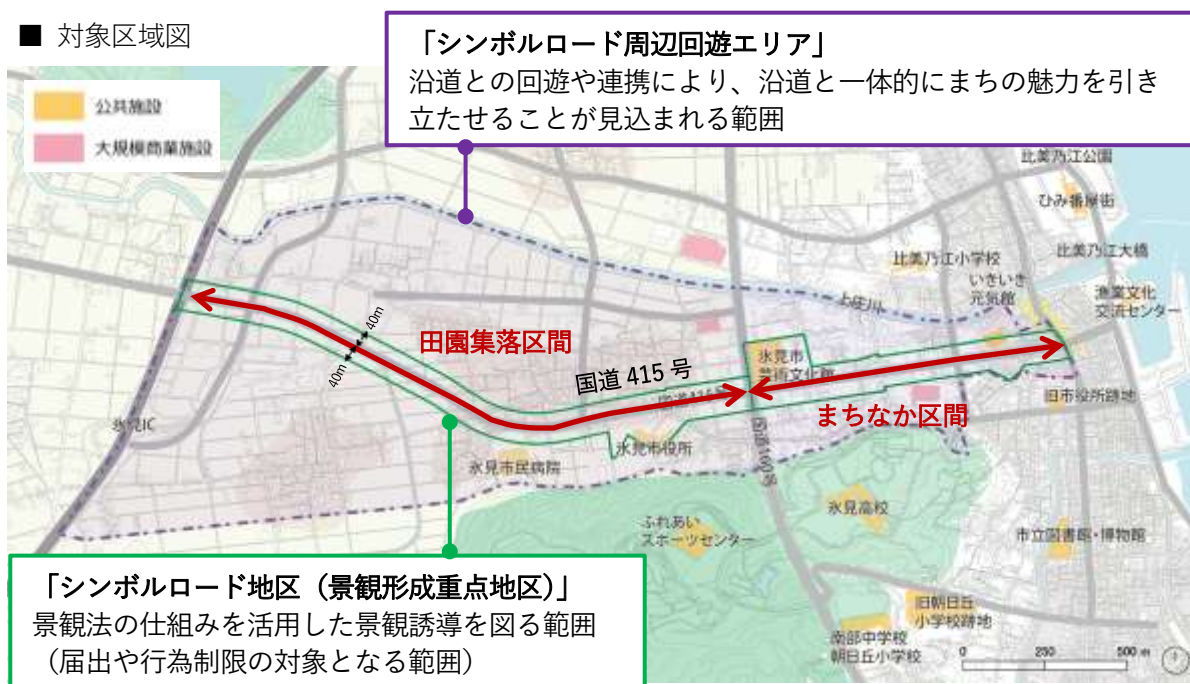 ■ 対象区域図
「シンボルロード周辺回遊エリア」
沿道との回遊や連携により、沿道と一体的にまちの魅力を引き
立たせることが見込まれる範囲
公共施設
大規模商業施設
比美乃江公園
ひみ番屋街
比美乃江大橋
比美乃江小学校
いきいき
元気館
漁業文化
交流センター
上庄川
40m
40m
田園集落区間
国道 415 号
国道415号
氷見市
芸術文化館
まちなか区間
旧市役所跡地
氷見IC
氷見市役所
氷見市民病院
国道160号
氷見高校
ふれあい
スポーツセンター
市立図書館・博物館
旧朝日丘
小学校跡地
南部中学校
朝日丘小学校
0 250 500 m
「シンボルロード地区（景観形成重点地区）」
景観法の仕組みを活用した景観誘導を図る範囲
（届出や行為制限の対象となる範囲）